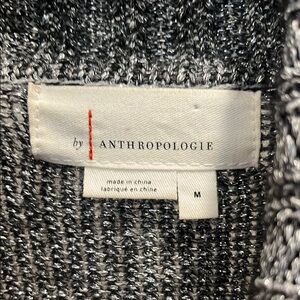 by ANTHROPOLOGIE
made in china
fabriqué en chine
M